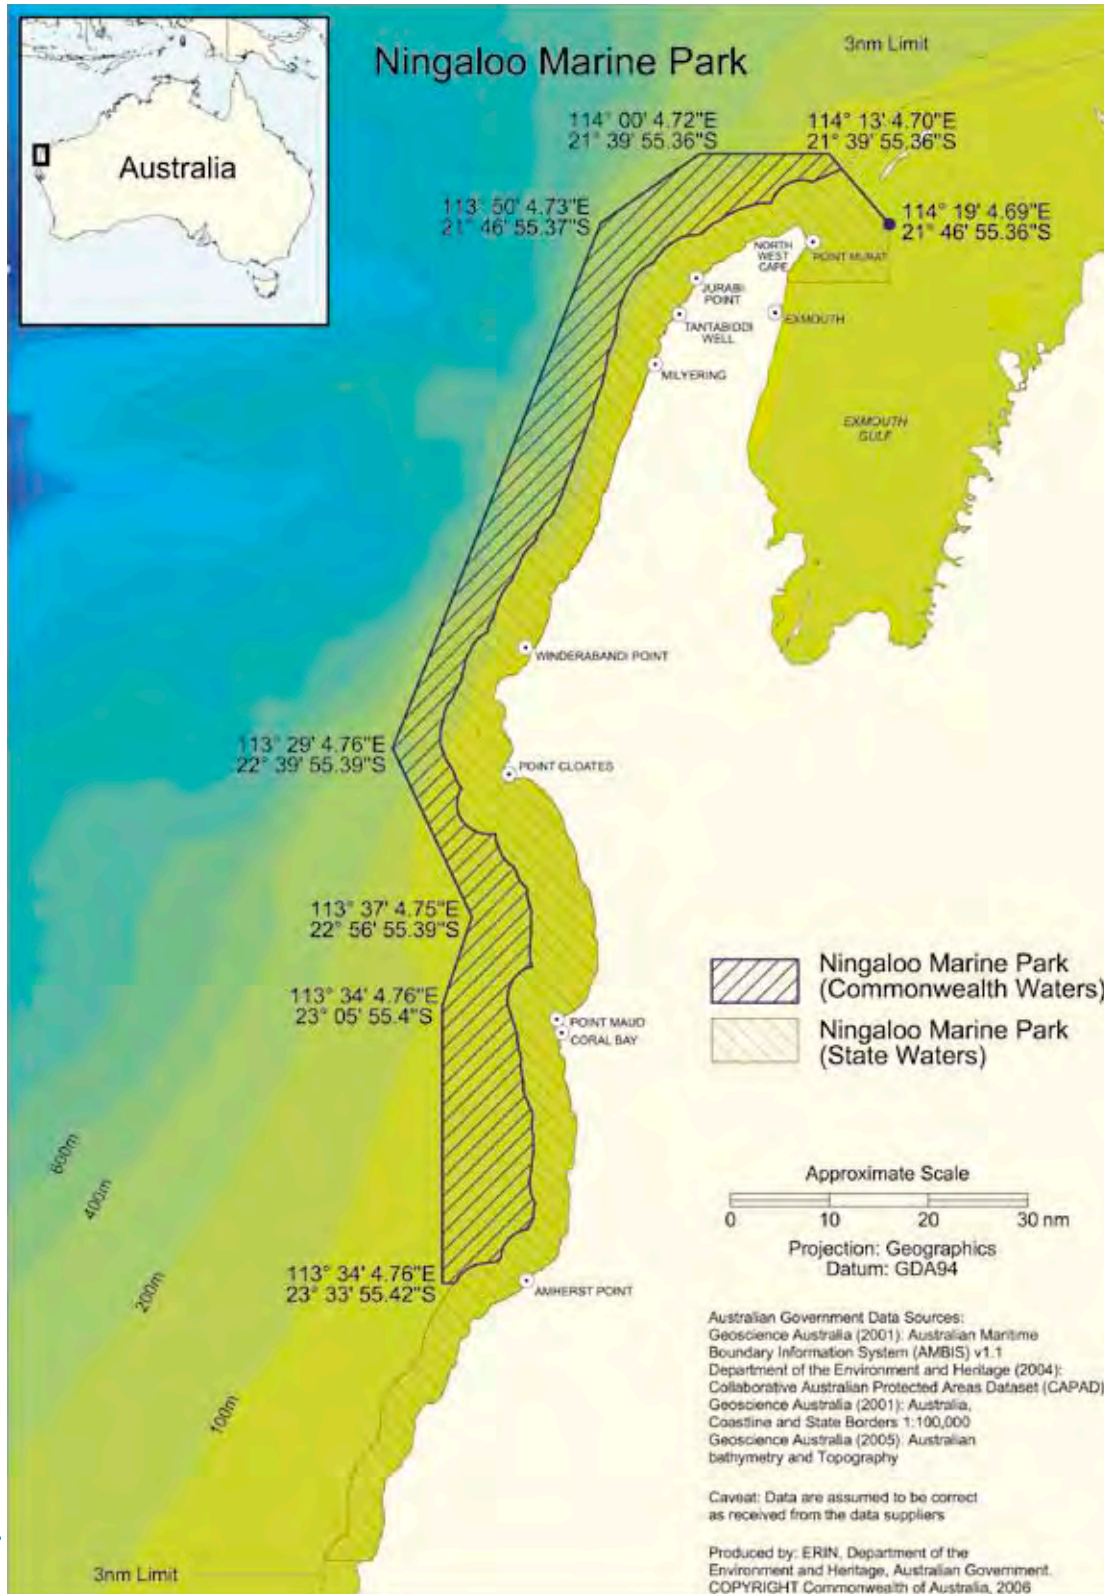 Ningaloo Marine Park
3nm Limit
Australia
114° 00' 4.72"E
21° 39' 55.36"S
114° 13' 4.70"E
21° 39' 55.36"S
113° 50' 4.73"E
21° 46' 55.37"S
114° 19' 4.69"E
21° 46' 55.36"S
NORTH
WEST
CAPE
POINT MURAT
JURABI
POINT
TANTABIDDI
WELL
EXMOUTH
MILYERING
EXMOUTH
GULF
WINDERABANDI POINT
113° 29' 4.76"E
22° 39' 55.39"S
POINT CLOATES
113° 37' 4.75"E
22° 56' 55.39"S
113° 34' 4.76"E
23° 05' 55.4"S
POINT MAUD
CORAL BAY
Ningaloo Marine Park
(Commonwealth Waters)
Ningaloo Marine Park
(State Waters)
600m
400m
200m
100m
Approximate Scale
0 10 20 30 nm
Projection: Geographics
Datum: GDA94
113° 34' 4.76"E
23° 33' 55.42"S
AMHERST POINT
Australian Government Data Sources:
Geoscience Australia (2001): Australian Maritime
Boundary Information System (AMBIS) v1.1
Department of the Environment and Heritage (2004):
Collaborative Australian Protected Areas Dataset (CAPAD)
Geoscience Australia (2001): Australia,
Coastline and State Borders 1:100,000
Geoscience Australia (2005): Australian
bathymetry and Topography
Caveat: Data are assumed to be correct
as received from the data suppliers
Produced by: ERIN, Department of the
Environment and Heritage, Australian Government.
COPYRIGHT Commonwealth of Australia, 2006
3nm Limit